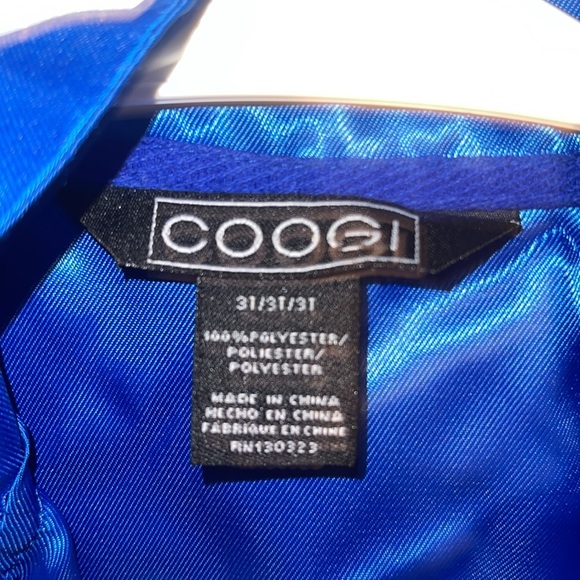 COOGI
3T/3T/3T
100%POLYESTER/
POLIESTER/
POLYESTER
MADE IN CHINA
HECHO EN CHINA
FABRIQUE EN CHINE
RN130323